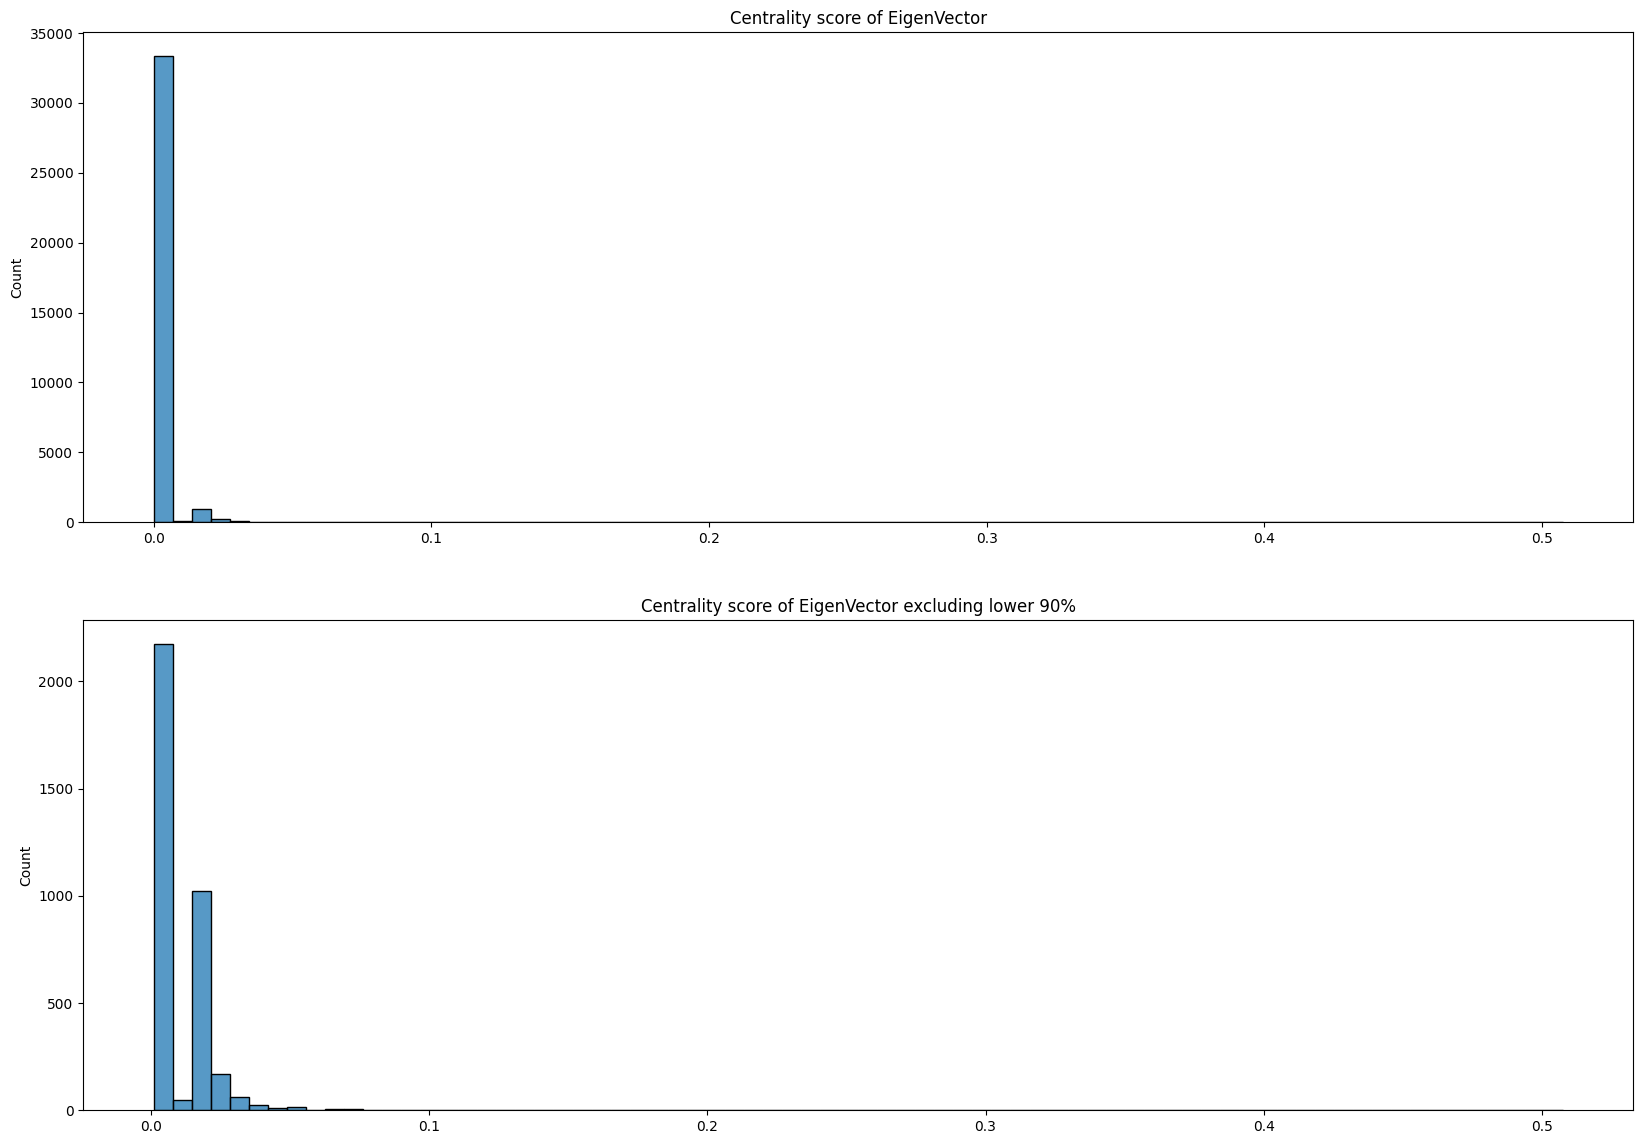 Centrality score of EigenVector
35000
30000
25000
20000
15000
10000
5000
0
Count
0.0 0.1 0.2 0.3 0.4 0.5
Centrality score of EigenVector excluding lower 90%
2000
1500
1000
500
0
Count
0.0 0.1 0.2 0.3 0.4 0.5